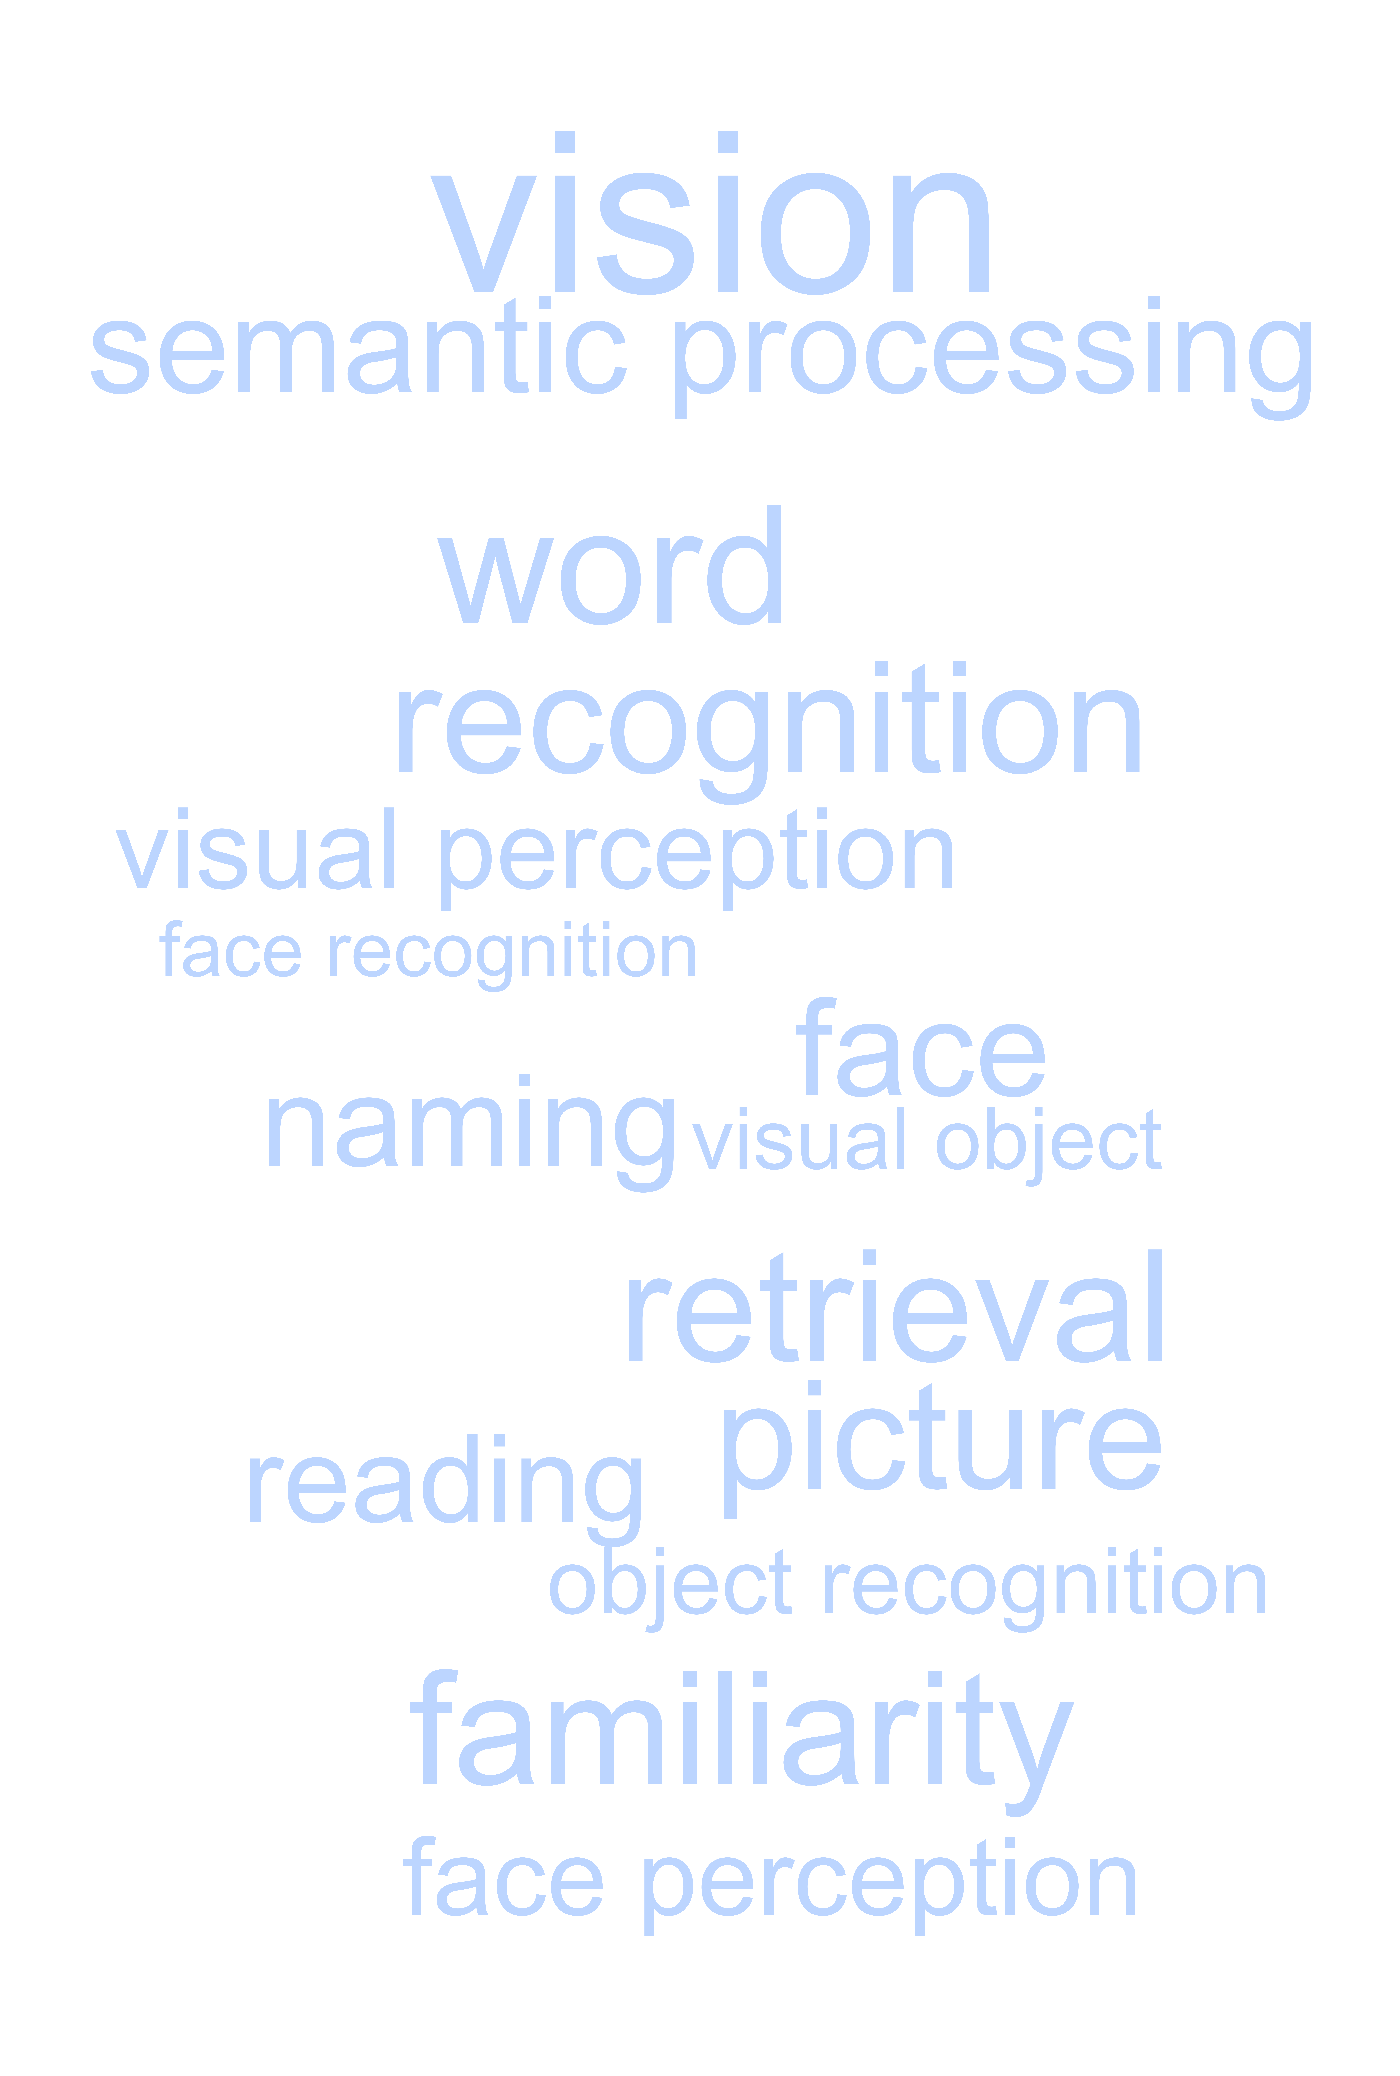 vision
semantic processing
word
recognition
visual perception
face recognition
face
naming
visual object
retrieval
picture
reading
object recognition
familiarity
face perception